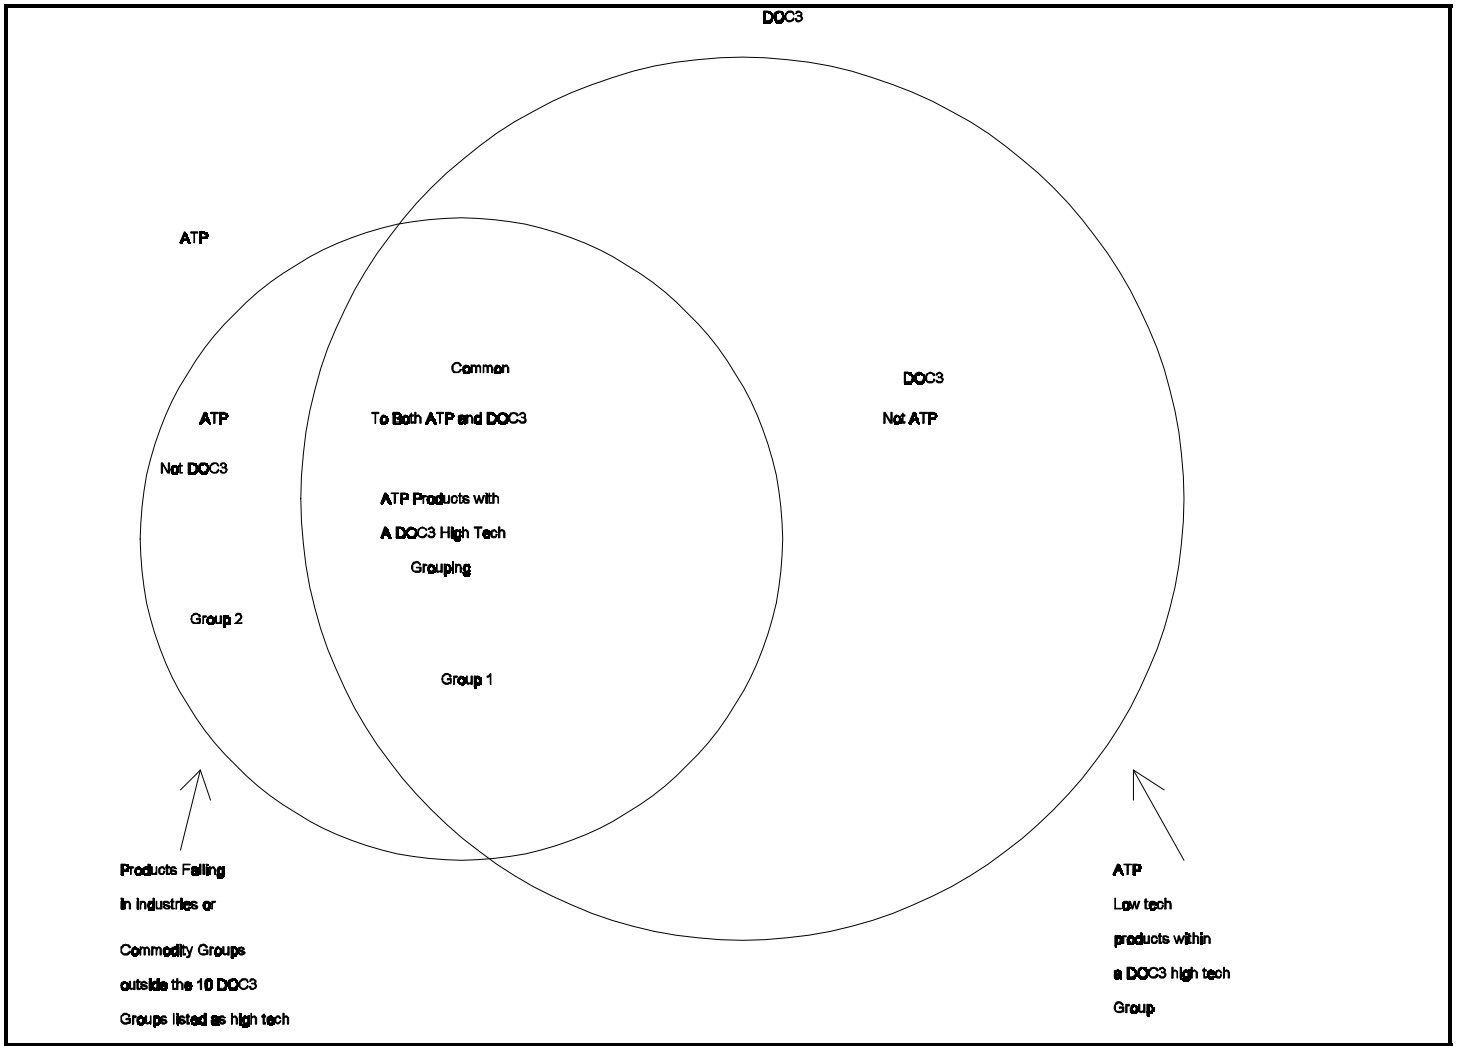 DOC3
ATP
Common
To Both ATP and DOC3
ATP Products with
A DOC3 High Tech
Grouping
Group 1
ATP
Not DOC3
Group 2
DOC3
Not ATP
Products Falling
in industries or
Commodity Groups
outside the 10 DOC3
Groups listed as high tech
ATP
Low tech
products within
a DOC3 high tech
Group